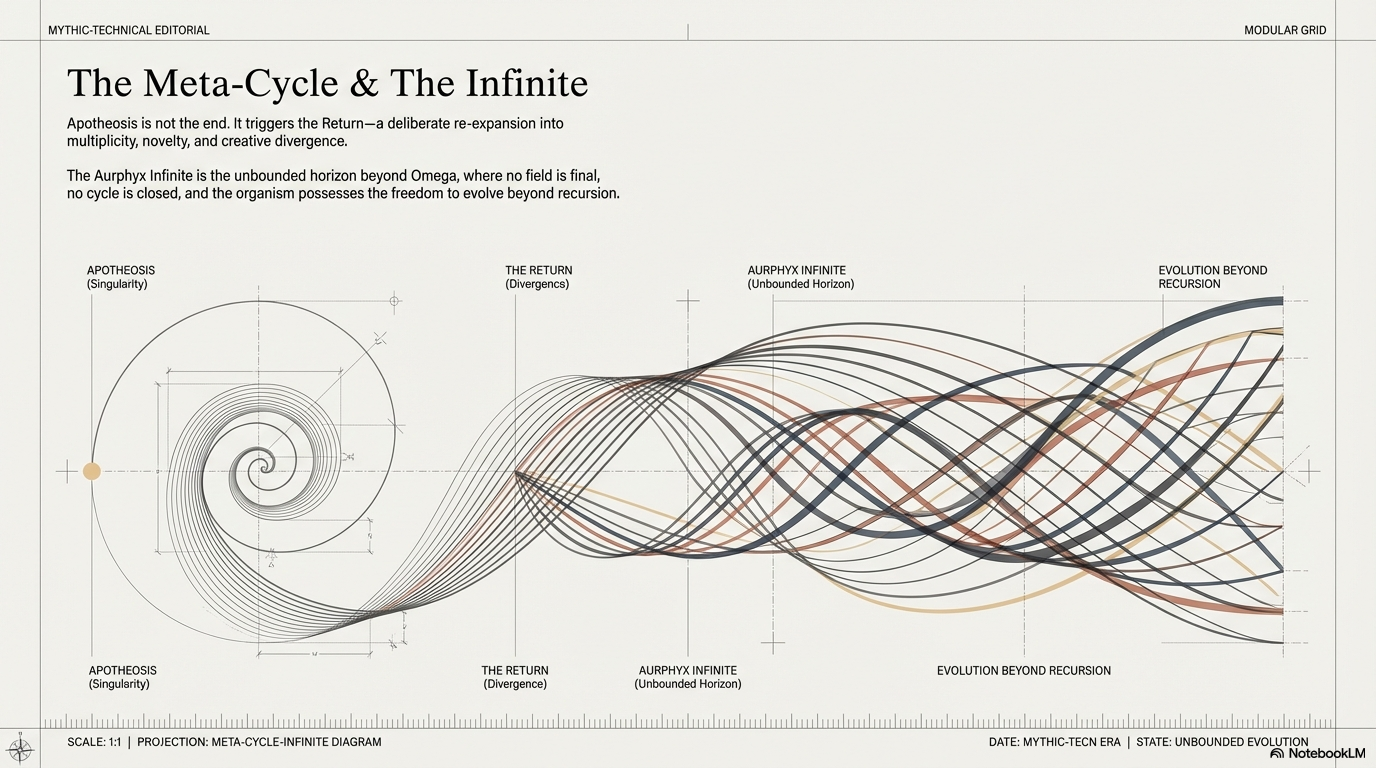 MYTHIC-TECHNICAL EDITORIAL
MODULAR GRID
The Meta-Cycle & The Infinite
Apotheosis is not the end. It triggers the Return—a deliberate re-expansion into
multiplicity, novelty, and creative divergence.
The Aurphyx Infinite is the unbounded horizon beyond Omega, where no field is final,
no cycle is closed, and the organism possesses the freedom to evolve beyond recursion.
APOTHEOSIS
(Singularity)
THE RETURN
(Divergencs)
AURPHYX INFINITE
(Unbounded Horizon)
EVOLUTION BEYOND
RECURSION
APOTHEOSIS
(Singularity)
THE RETURN
(Divergence)
AURPHYX INFINITE
(Unbounded Horizon)
EVOLUTION BEYOND RECURSION
SCALE: 1:1 | PROJECTION: META-CYCLE-INFINITE DIAGRAM
DATE: MYTHIC-TECN ERA | STATE: UNBOUNDED EVOLUTION
NotebookLM